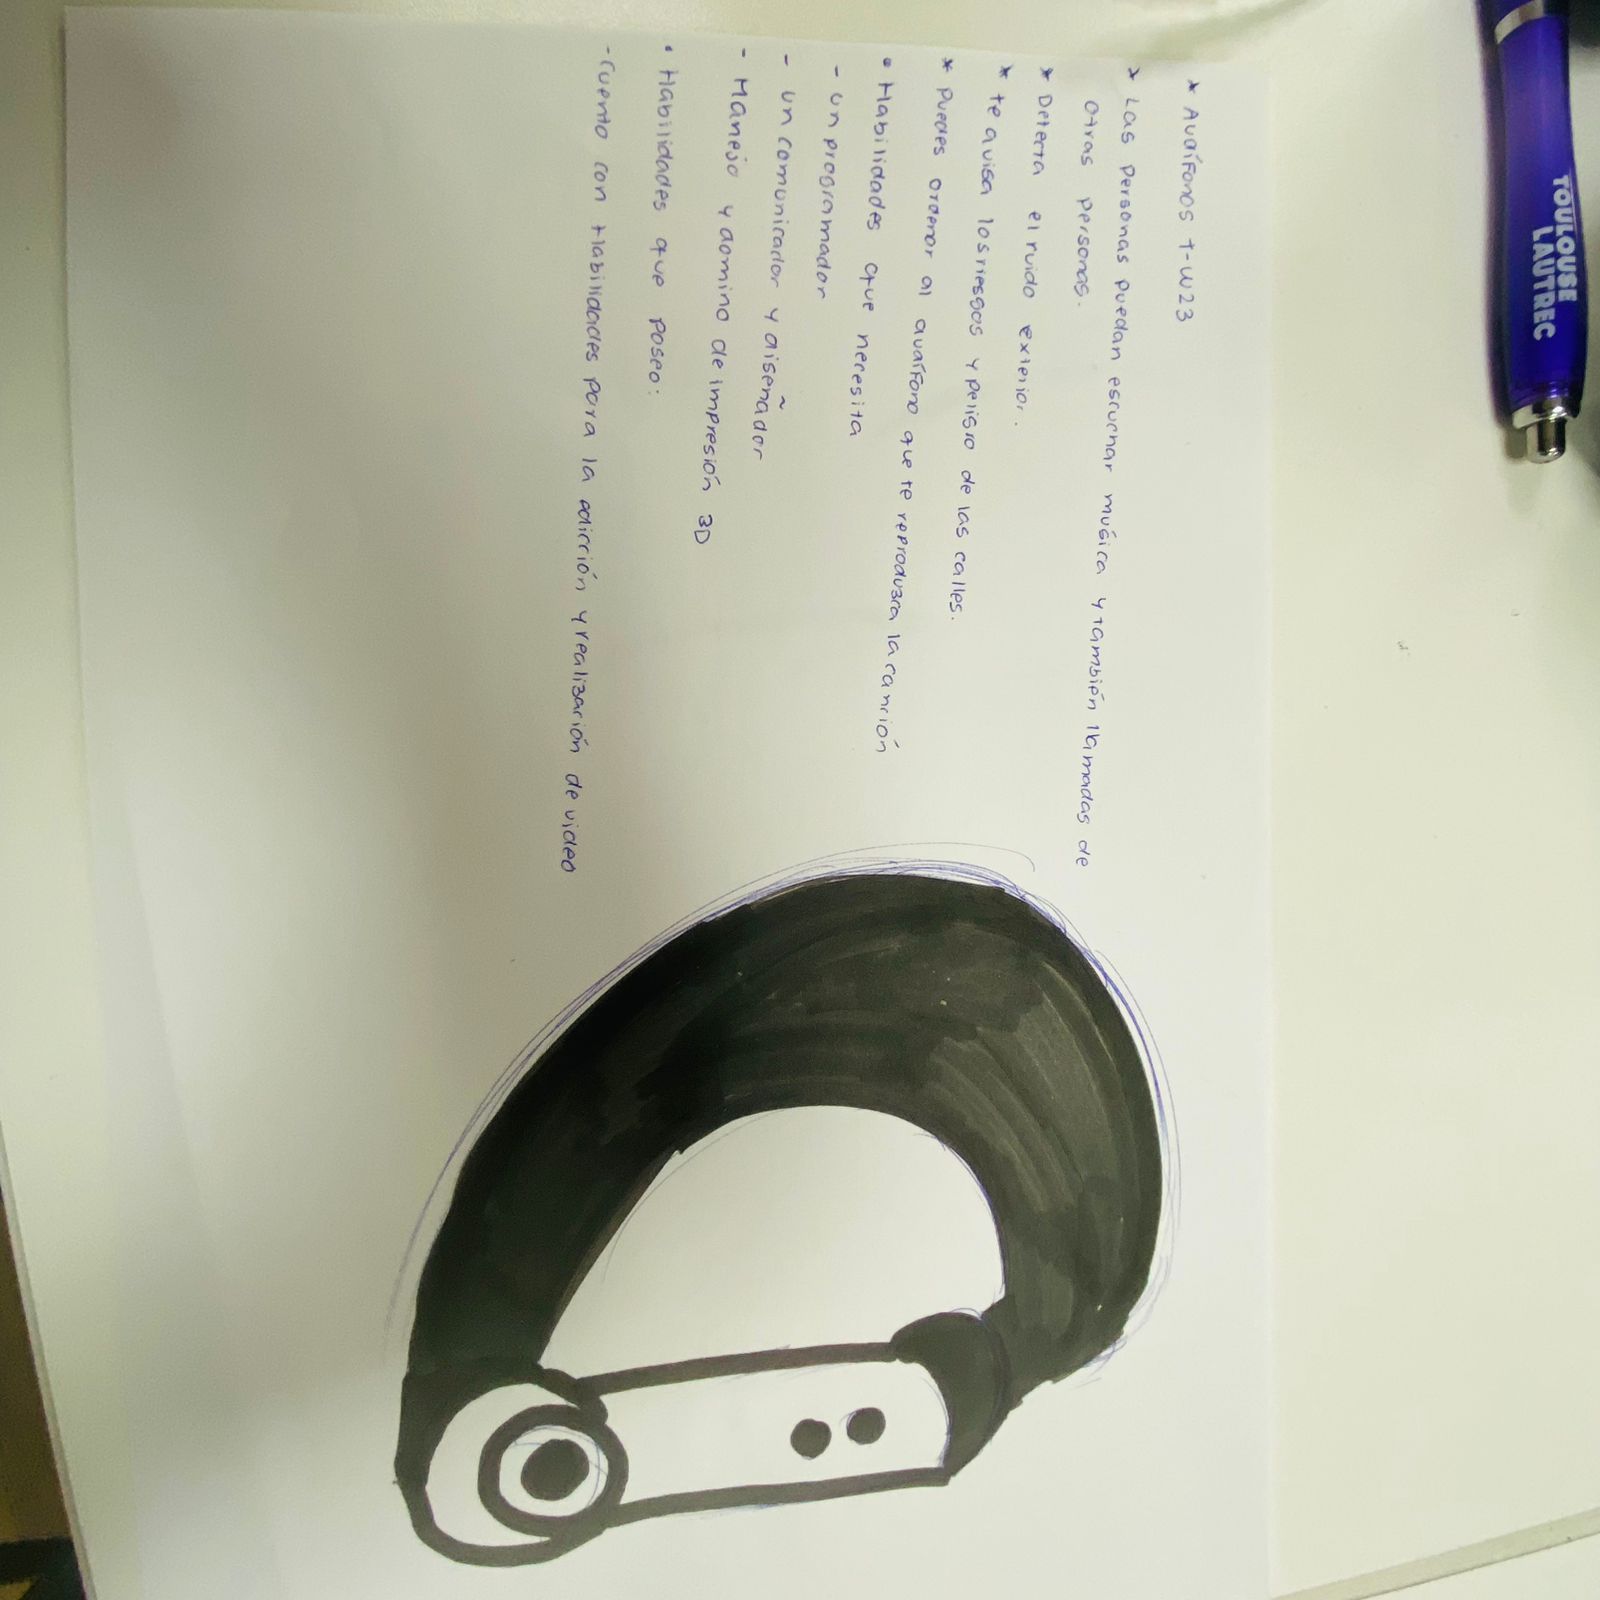 * Audífonos T-W23
* Las personas puedan escuchar música y también llamadas de
otras personas.
* Detecta el ruido exterior.
* te avisa los riesgos y peligro de las calles.
* Puedes ordenar al audífono que te reproduzca la canción
• Habilidades que necesita
- un programador
- un comunicador y diseñador
- Manejo y domino de impresión 3D
• Habilidades que poseo:
- cuento con Habilidades para la edicción y realización de video
TOULOUSE
LAUTREC